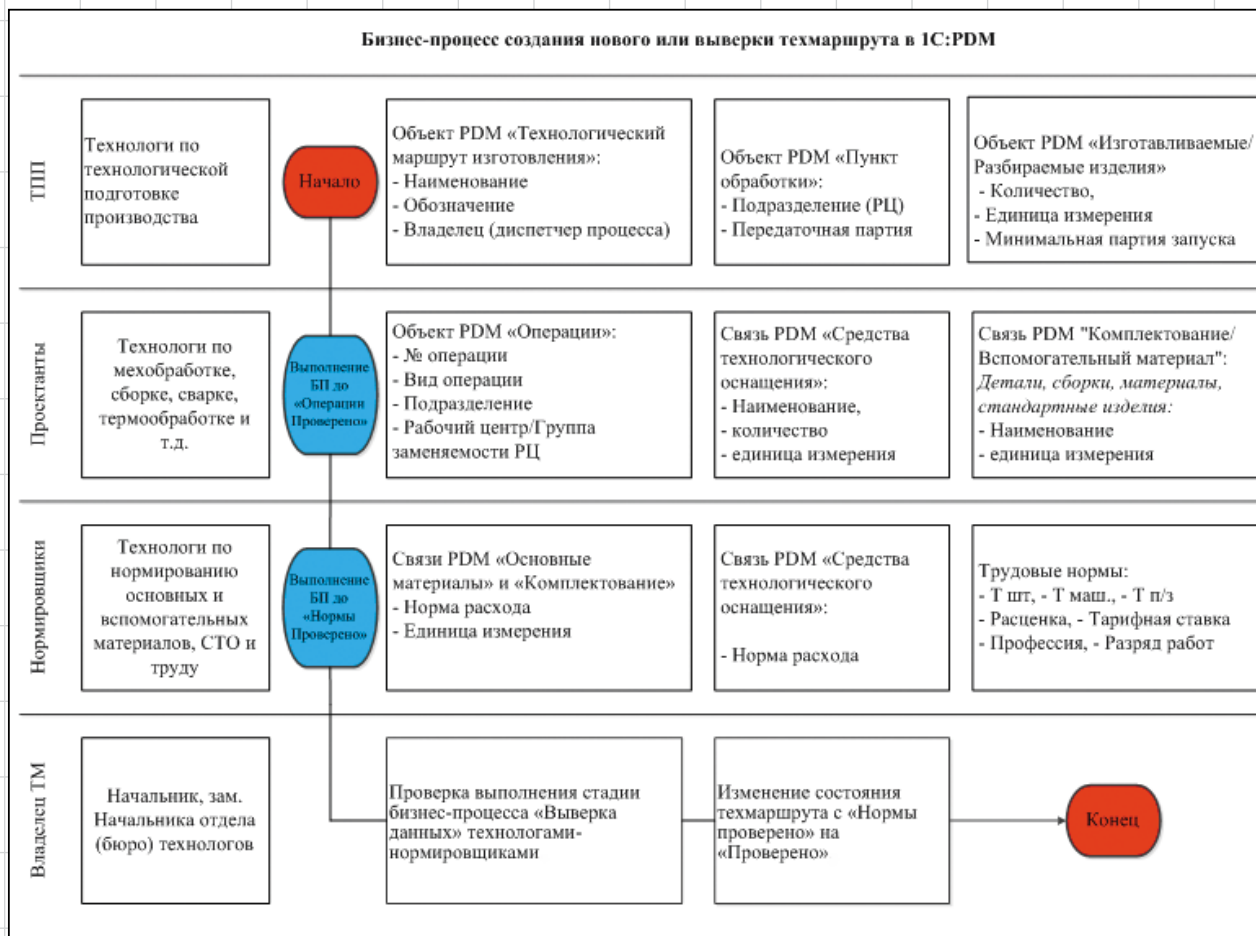 Бизнес-процесс создания нового или выверки техмаршрута в 1С:PDM
ТПП
Технологи по
технологической
подготовке
производства
Начало
Объект PDM «Технологический
маршрут изготовления»:
- Наименование
- Обозначение
- Владелец (диспетчер процесса)
Объект PDM «Пункт
обработки»:
- Подразделение (РЦ)
- Передаточная партия
Объект PDM «Изготавливаемые/
Разбираемые изделия»
- Количество,
- Единица измерения
- Минимальная партия запуска
Проектанты
Технологи по
мехобработке,
сборке, сварке,
термообработке и
т.д.
Выполнение
БП до
«Операции
Проверено»
Объект PDM «Операции»:
- № операции
- Вид операции
- Подразделение
- Рабочий центр/Группа
заменяемости РЦ
Связь PDM «Средства
технологического
оснащения»:
- Наименование,
- количество
- единица измерения
Связь PDM "Комплектование/
Вспомогательный материал":
Детали, сборки, материалы,
стандартные изделия:
- Наименование
- единица измерения
Нормировщики
Технологи по
нормированию
основных и
вспомогательных
материалов, СТО и
труду
Выполнение
БП до
«Нормы
Проверено»
Связи PDM «Основные
материалы» и «Комплектование»
- Норма расхода
- Единица измерения
Связь PDM «Средства
технологического
оснащения»:
- Норма расхода
Трудовые нормы:
- Т шт, - Т маш., - Т п/з
- Расценка, - Тарифная ставка
- Профессия, - Разряд работ
Владелец ТМ
Начальник, зам.
Начальника отдела
(бюро) технологов
Проверка выполнения стадии
бизнес-процесса «Выверка
данных» технологами-
нормировщиками
Изменение состояния
техмаршрута с «Нормы
проверено» на
«Проверено»
Конец